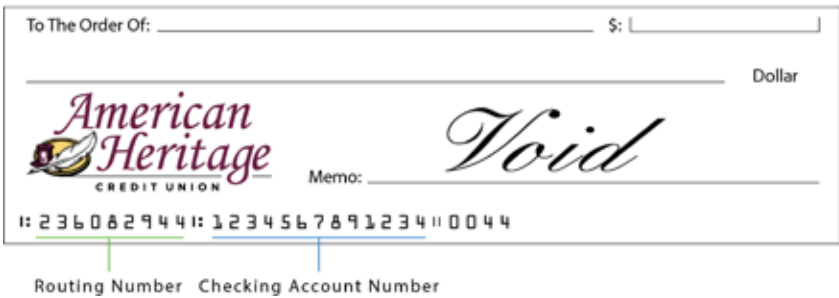 To The Order Of: $:
Dollar
American
Heritage
CREDIT UNION
Memo: Void
⑆236082944⑆ 1234567891234⑈0044
Routing Number Checking Account Number